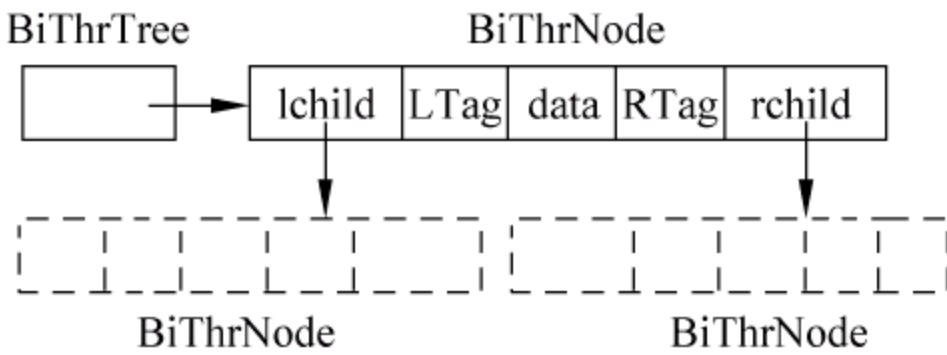 BiThrTree BiThrNode
lchild LTag data RTag rchild
BiThrNode BiThrNode